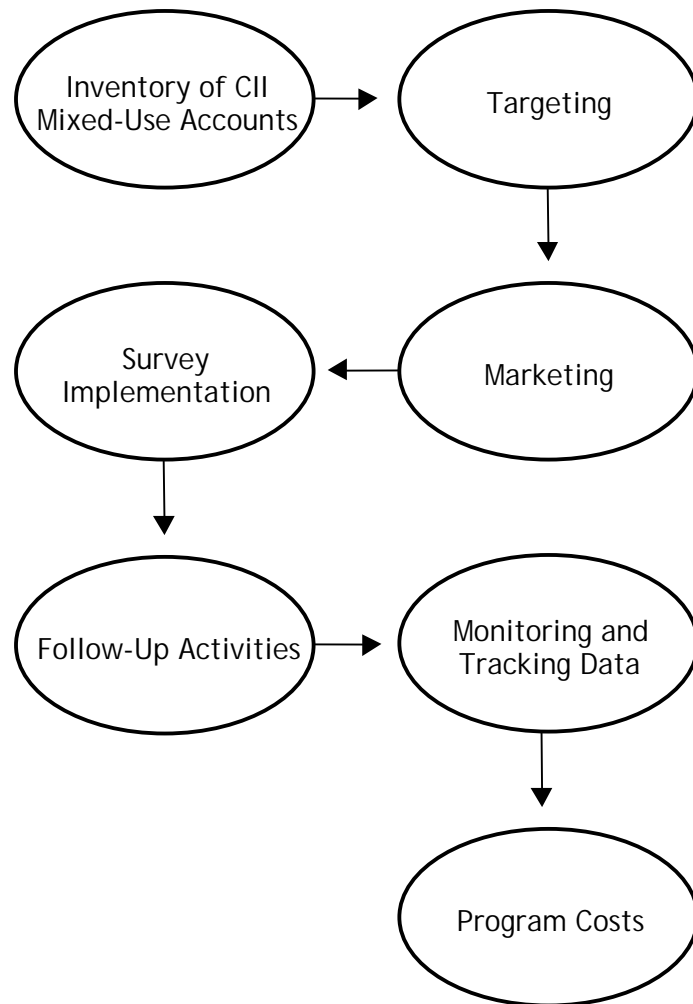 Inventory of CII
Mixed-Use Accounts
Targeting
Survey
Implementation
Marketing
Follow-Up Activities
Monitoring and
Tracking Data
Program Costs